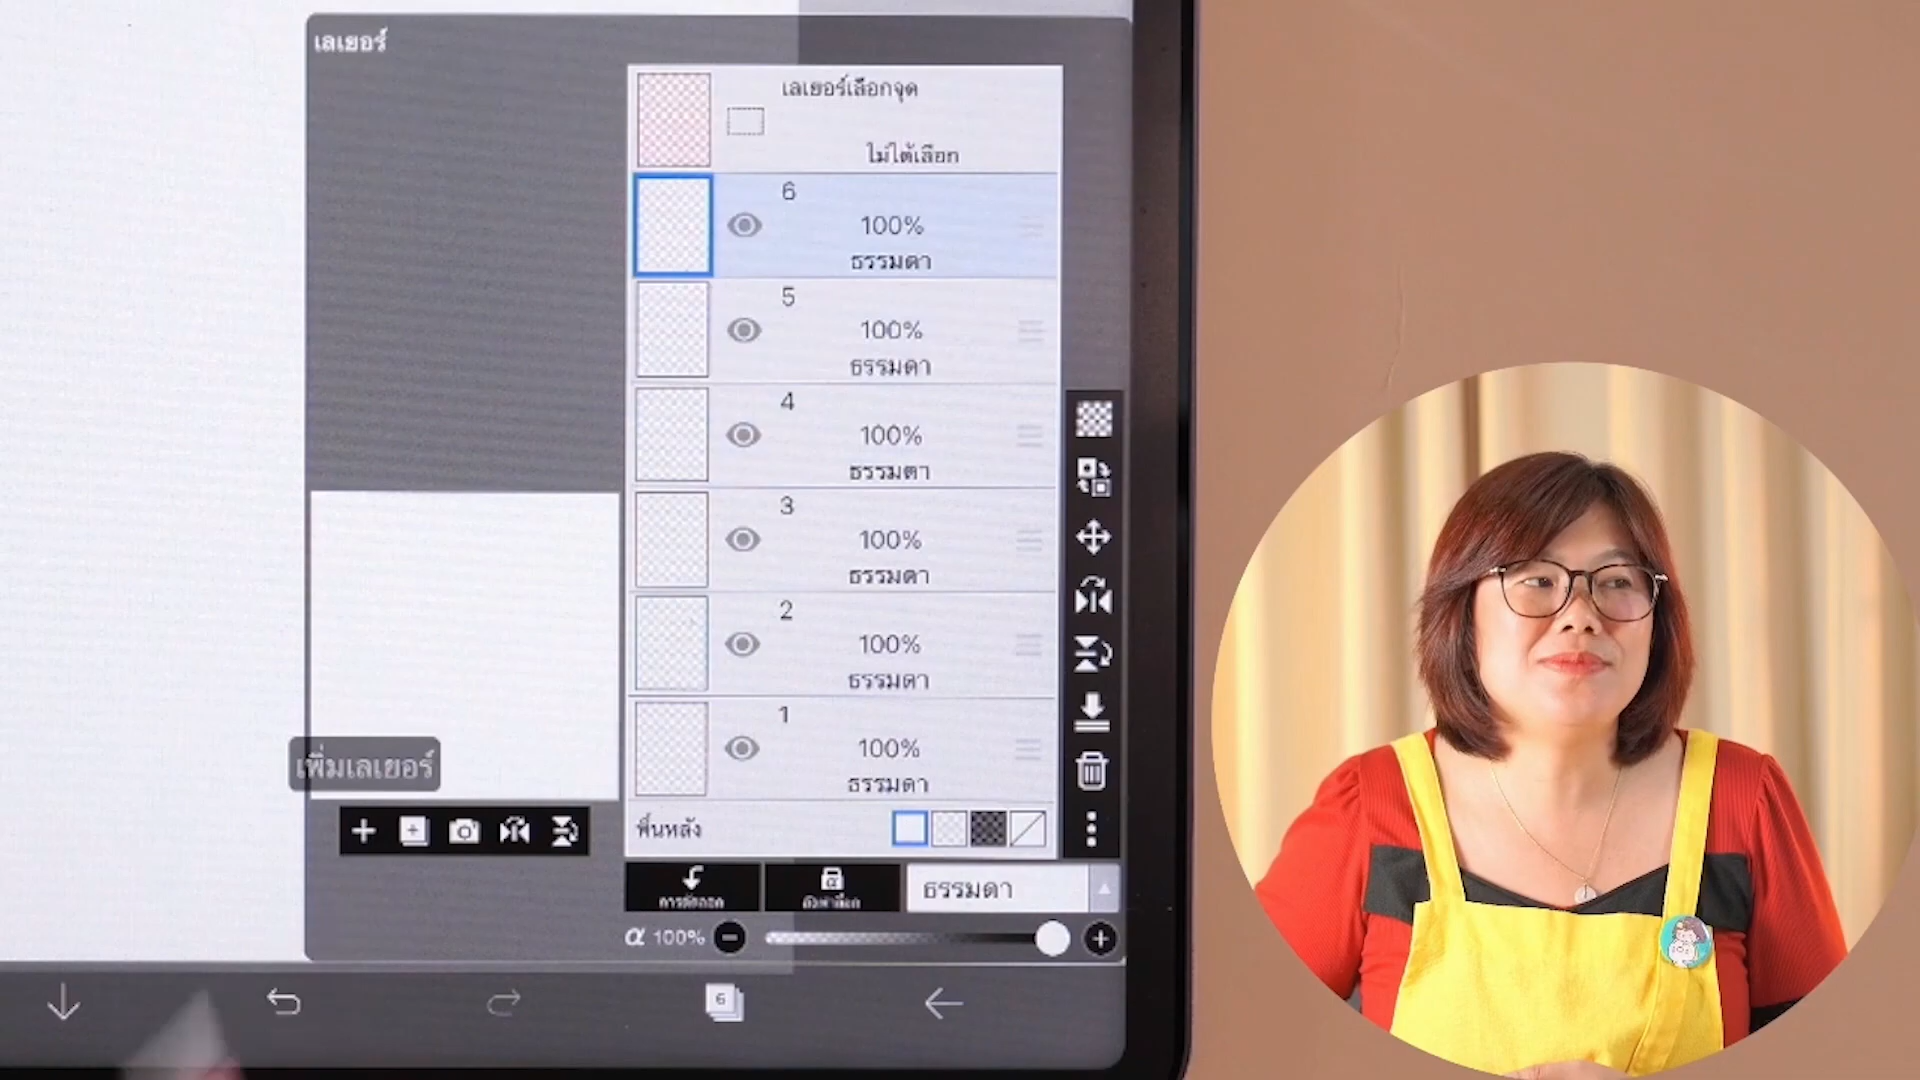 เลเยอร์
เลเยอร์เลือกจุด
ไม่ได้เลือก
6
100%
ธรรมดา
5
100%
ธรรมดา
4
100%
ธรรมดา
3
100%
ธรรมดา
2
100%
ธรรมดา
1
100%
ธรรมดา
เพิ่มเลเยอร์
พื้นหลัง
ธรรมดา
α 100%
6